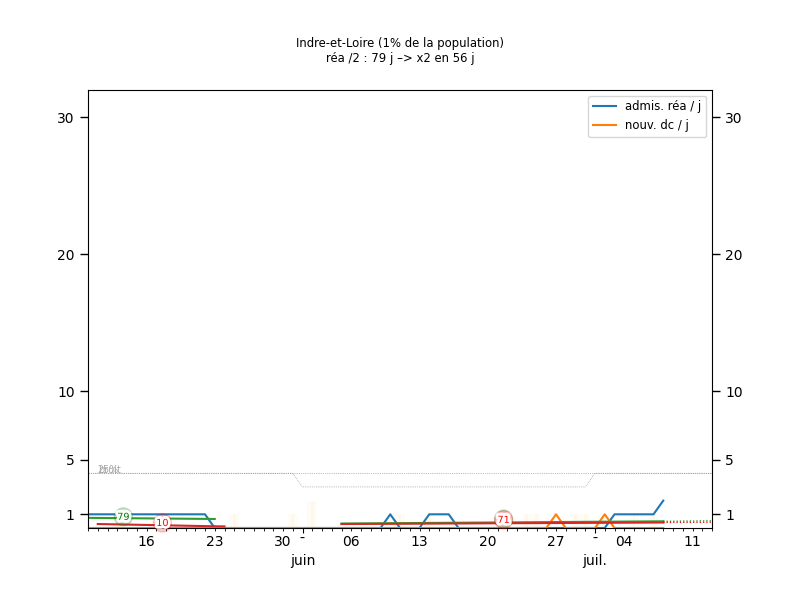 Indre-et-Loire (1% de la population)
réa /2 : 79 j –> x2 en 56 j
admis. réa / j
nouv. dc / j
30 30
20 20
10 10
5 5
1 1
79
10
71
16 23 30 - 06 13 20 27 - 04 11
juin juil.